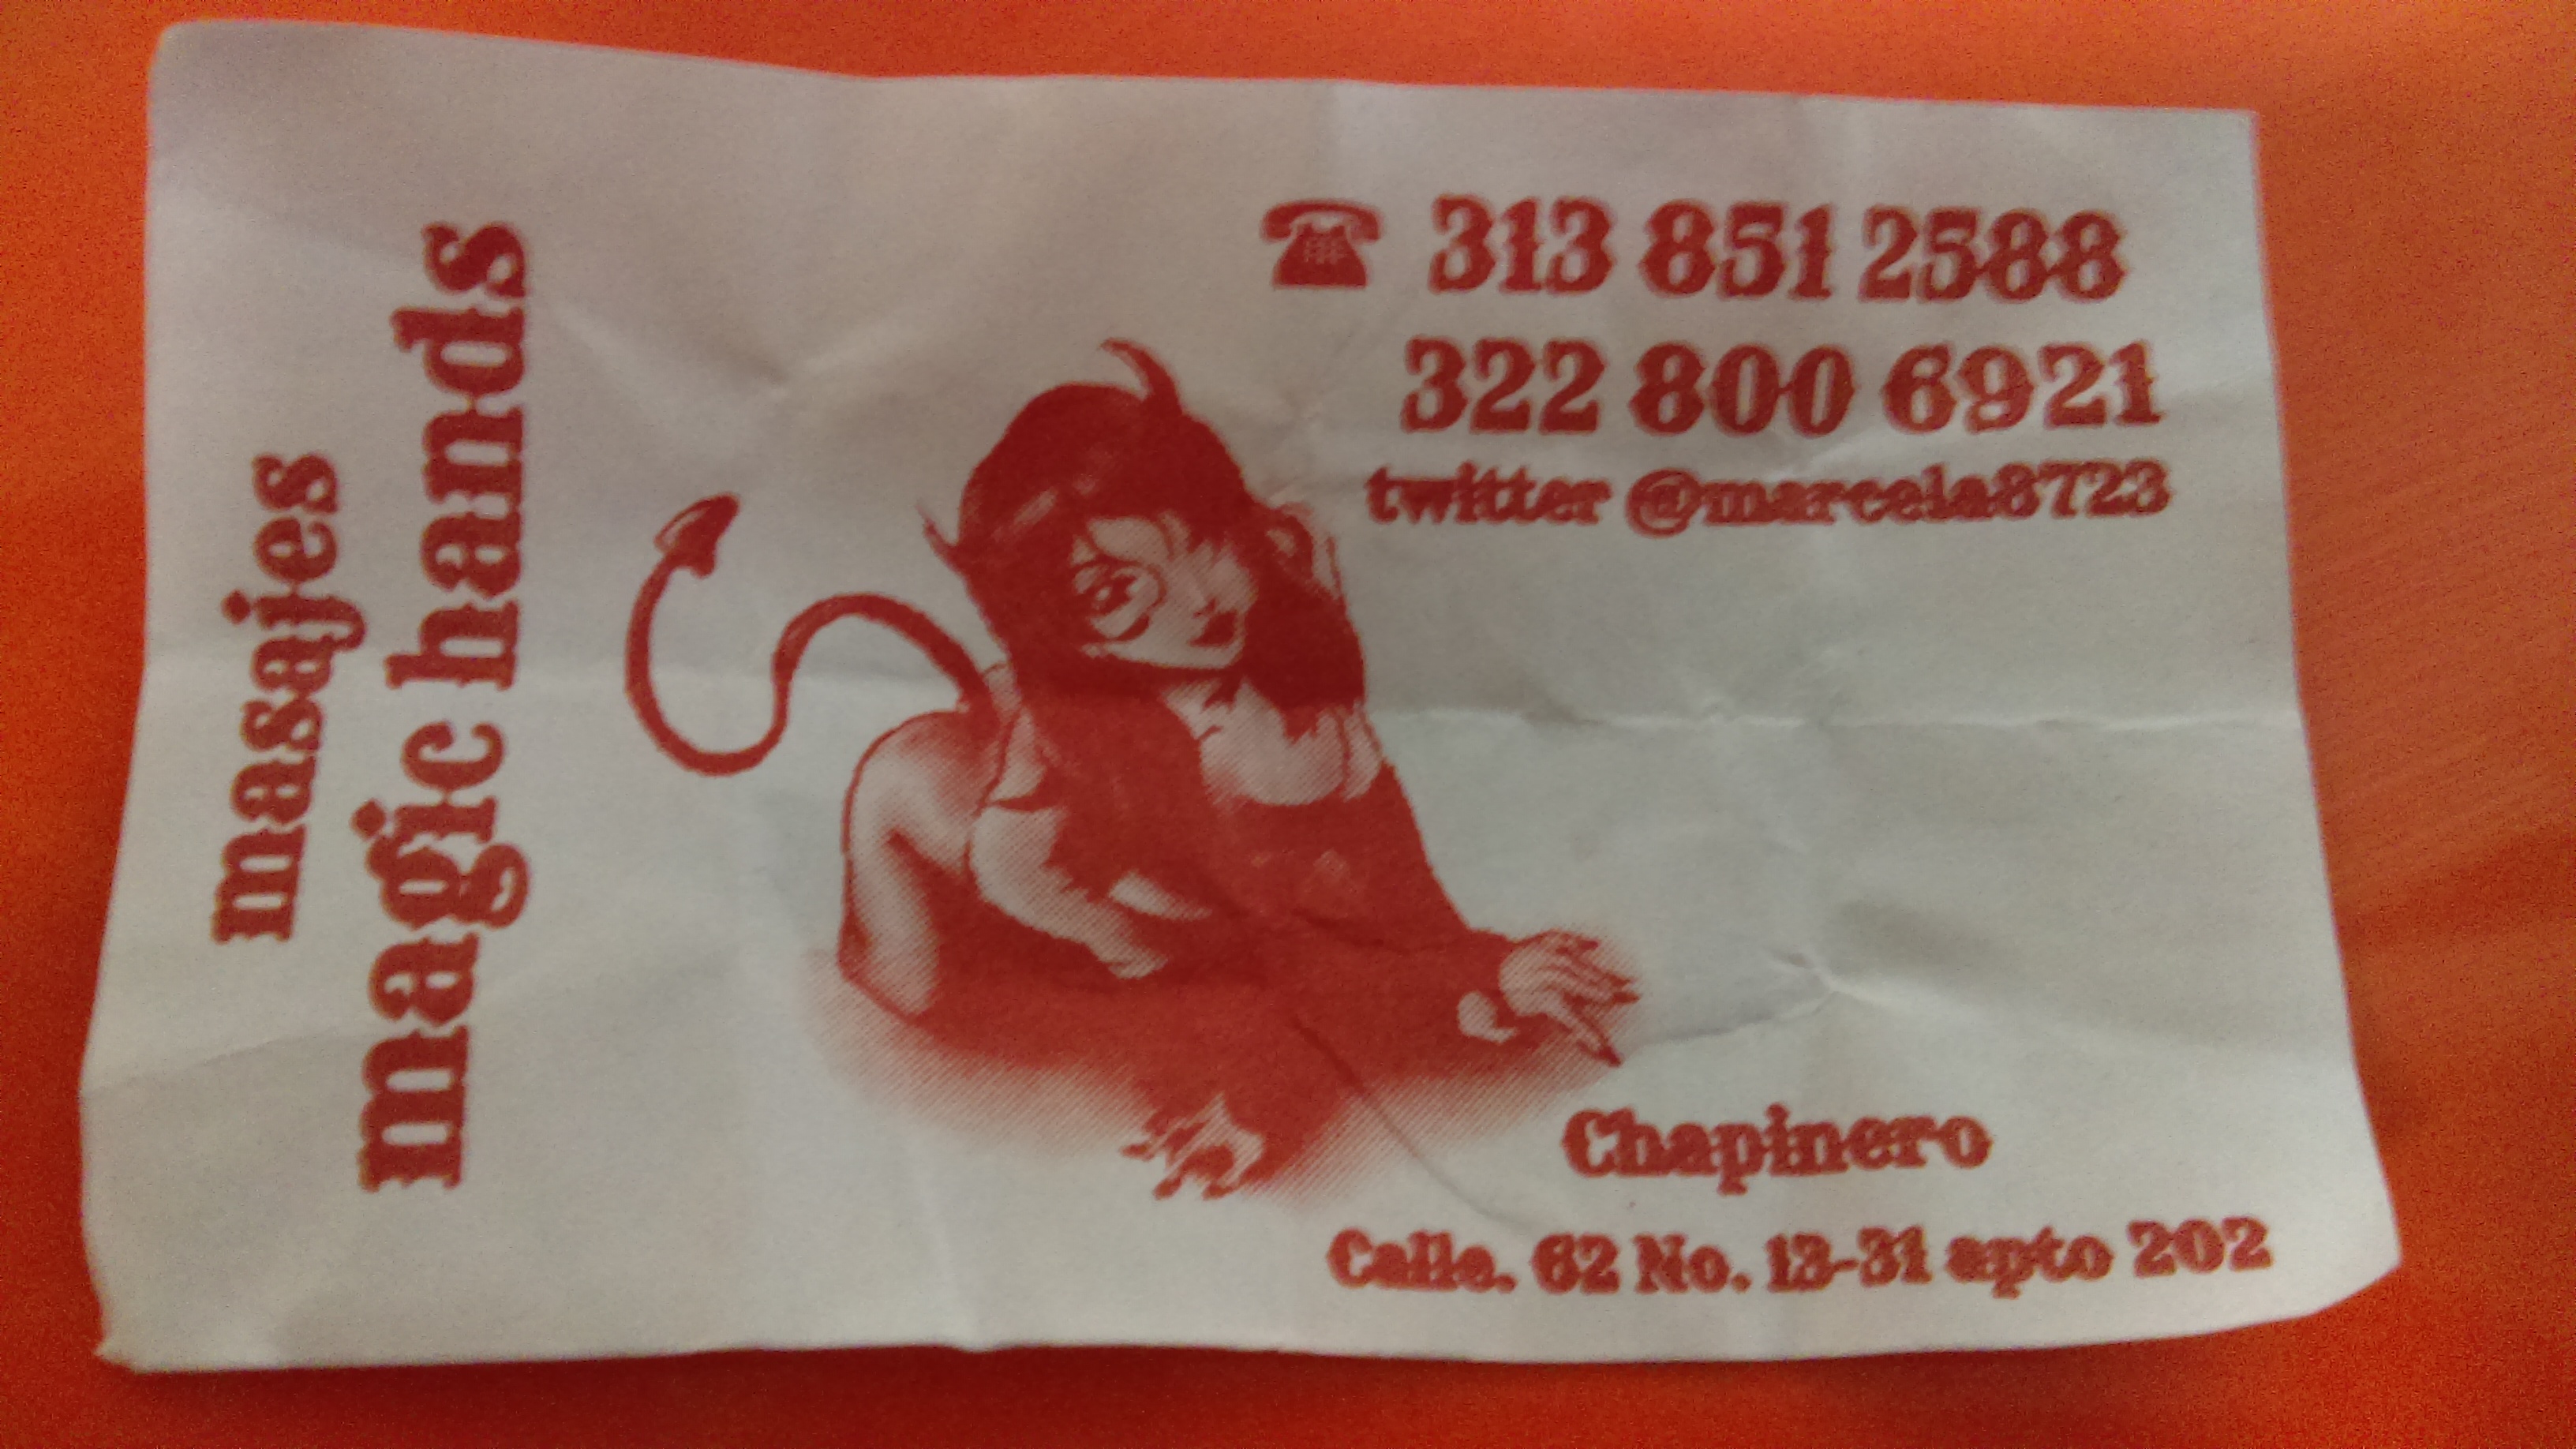 masajes
magic hands
313 851 2588
322 800 6921
twitter @marcela8723
Chapinero
Calle. 62 No. 13-31 apto 202